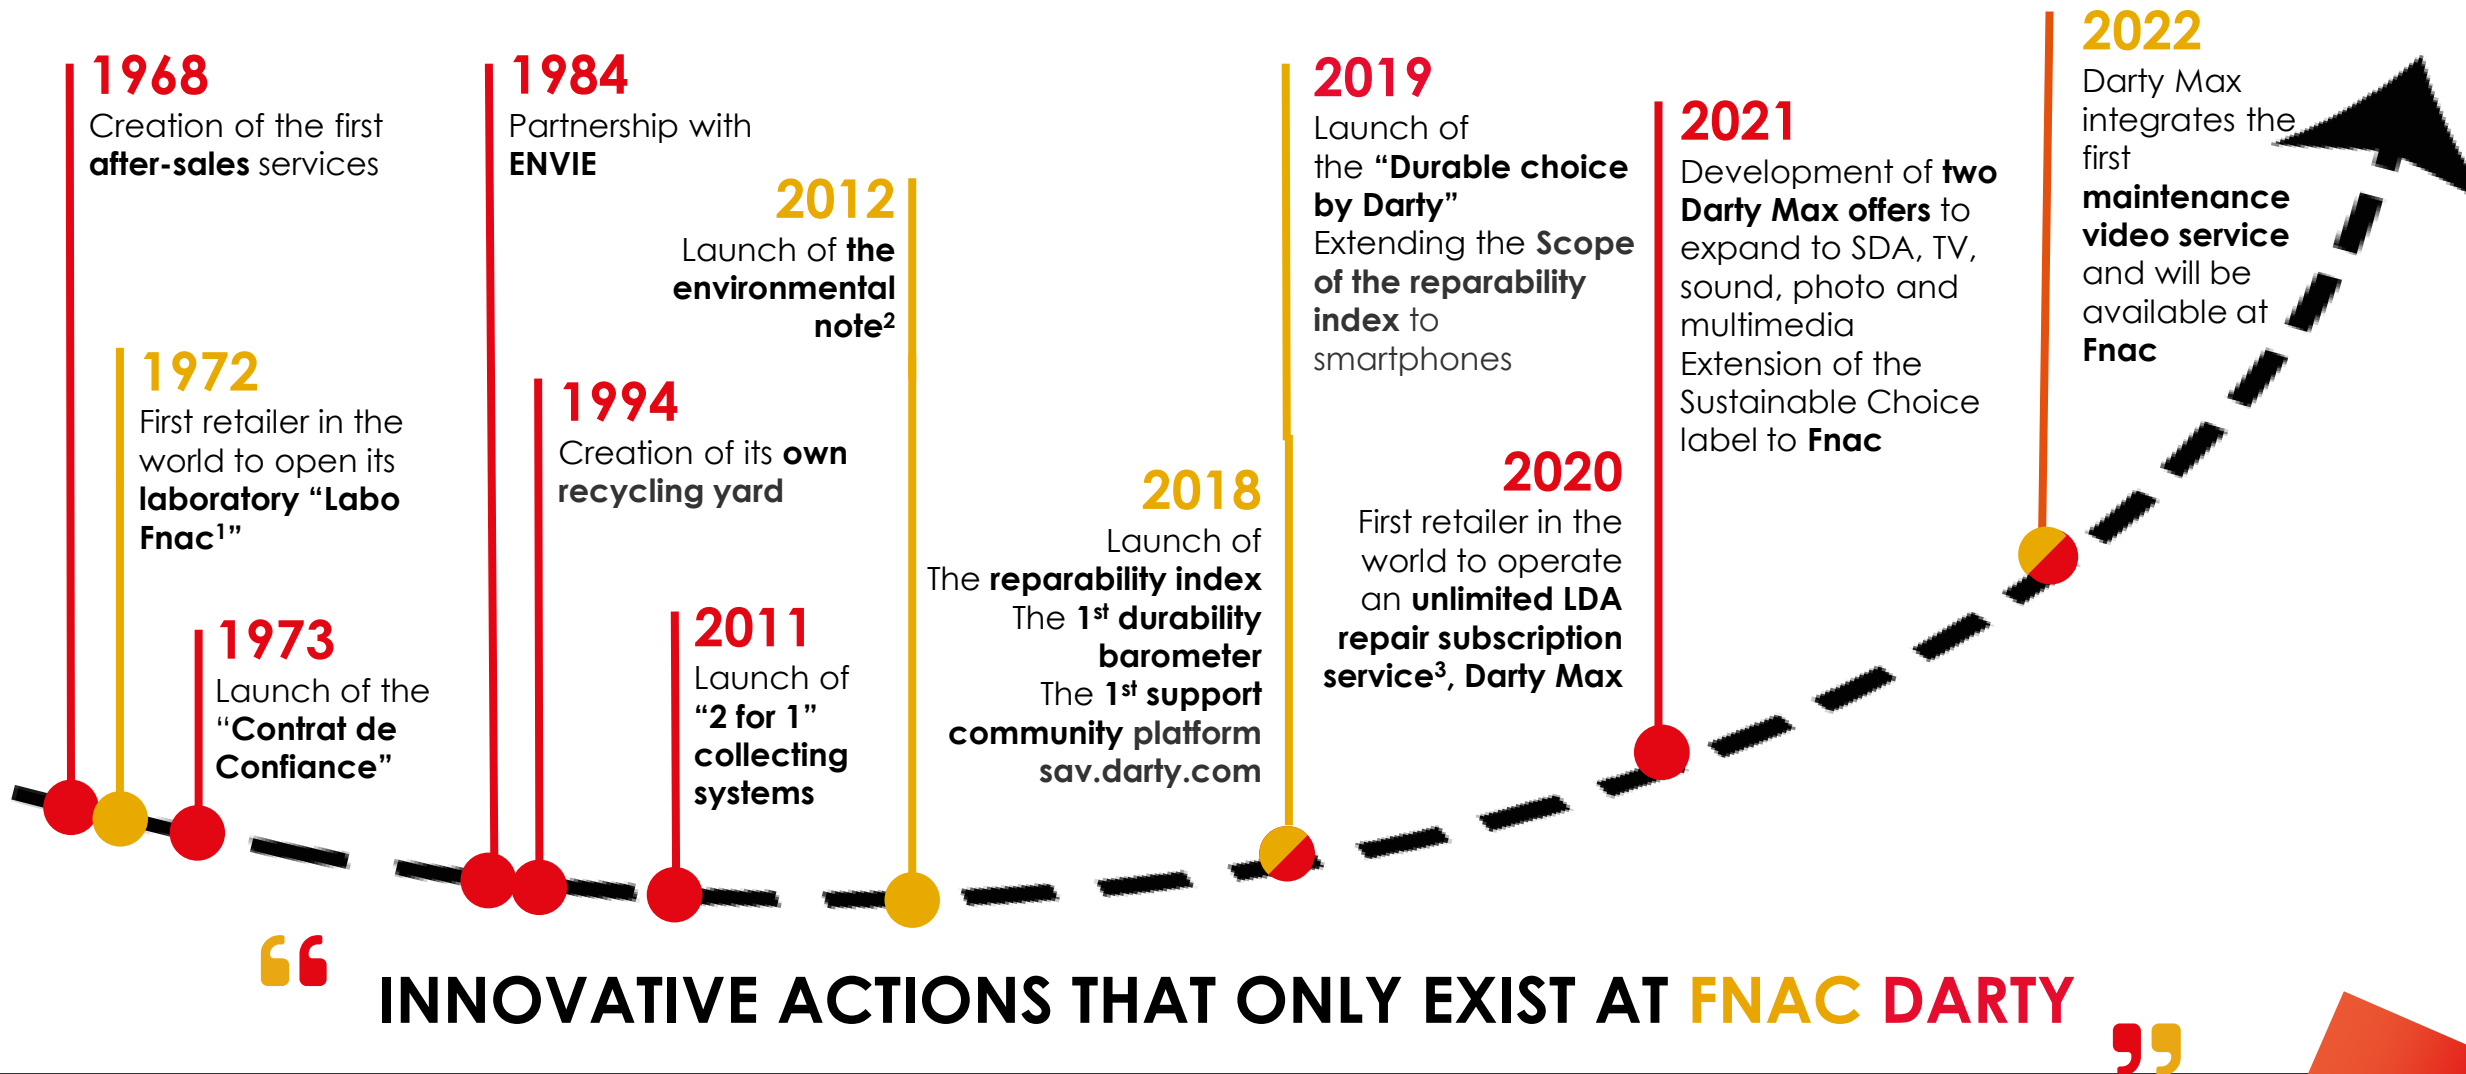 1968
Creation of the first
after-sales services
1972
First retailer in the
world to open its
laboratory “Labo
Fnac¹”
1973
Launch of the
“Contrat de
Confiance”
1984
Partnership with
ENVIE
1994
Creation of its own
recycling yard
2011
Launch of
“2 for 1”
collecting
systems
2012
Launch of the
environmental
note²
2018
Launch of
The reparability index
The 1st durability
barometer
The 1st support
community platform
sav.darty.com
2019
Launch of
the “Durable choice
by Darty”
Extending the Scope
of the reparability
index to
smartphones
2020
First retailer in the
world to operate
an unlimited LDA
repair subscription
service³, Darty Max
2021
Development of two
Darty Max offers to
expand to SDA, TV,
sound, photo and
multimedia
Extension of the
Sustainable Choice
label to Fnac
2022
Darty Max
integrates the
first
maintenance
video service
and will be
available at
Fnac
“ INNOVATIVE ACTIONS THAT ONLY EXIST AT FNAC DARTY ”